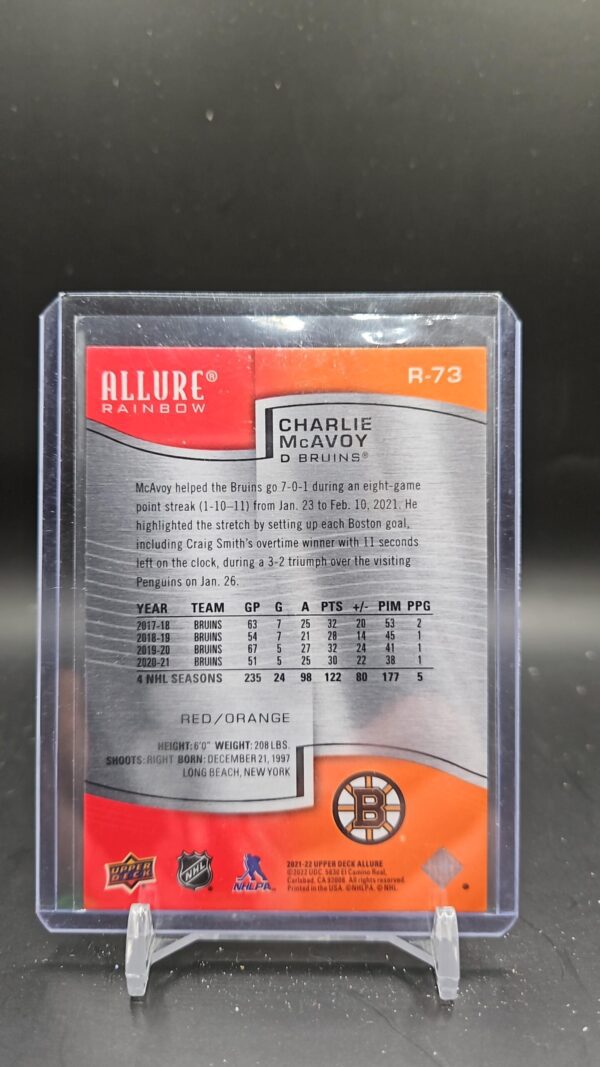 ALLURE®
RAINBOW
R-73
CHARLIE
McAVOY
D BRUINS®
McAvoy helped the Bruins go 7-0-1 during an eight-game
point streak (1-10–11) from Jan. 23 to Feb. 10, 2021. He
highlighted the stretch by setting up each Boston goal,
including Craig Smith's overtime winner with 11 seconds
left on the clock, during a 3-2 triumph over the visiting
Penguins on Jan. 26.
YEAR TEAM GP G A PTS +/- PIM PPG
2017-18 BRUINS 63 7 25 32 20 53 2
2018-19 BRUINS 54 7 21 28 14 45 1
2019-20 BRUINS 67 5 27 32 24 41 1
2020-21 BRUINS 51 5 25 30 22 38 1
4 NHL SEASONS 235 24 98 122 80 177 5
RED/ORANGE
HEIGHT: 6'0" WEIGHT: 208 LBS.
SHOOTS: RIGHT BORN: DECEMBER 21, 1997
LONG BEACH, NEW YORK
B
UPPER
DECK
NHL
NHLPA
2021-22 UPPER DECK ALLURE
©2022 UDC. 5830 El Camino Real,
Carlsbad, CA 92008. All rights reserved.
Printed in the USA. ©NHLPA. © NHL.